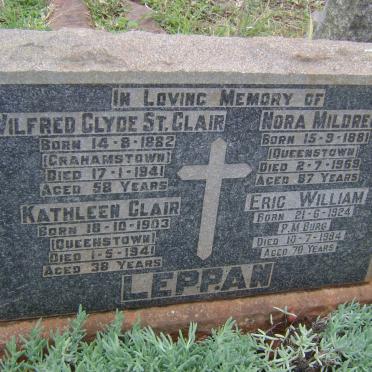 In Loving Memory of
Wilfred Clyde St. Clair
Born 14-8-1882
(Grahamstown)
Died 17-1-1941
Aged 58 Years
Kathleen Clair
Born 18-10-1903
(Queenstown)
Died 1-5-1941
Aged 38 Years
Nora Mildred
Born 15-9-1881
(Queenstown)
Died 2-7-1969
Aged 87 Years
Eric William
Born 21-6-1924
P.M Burg
Died 10-7-1994
Aged 70 Years
LEPPAN